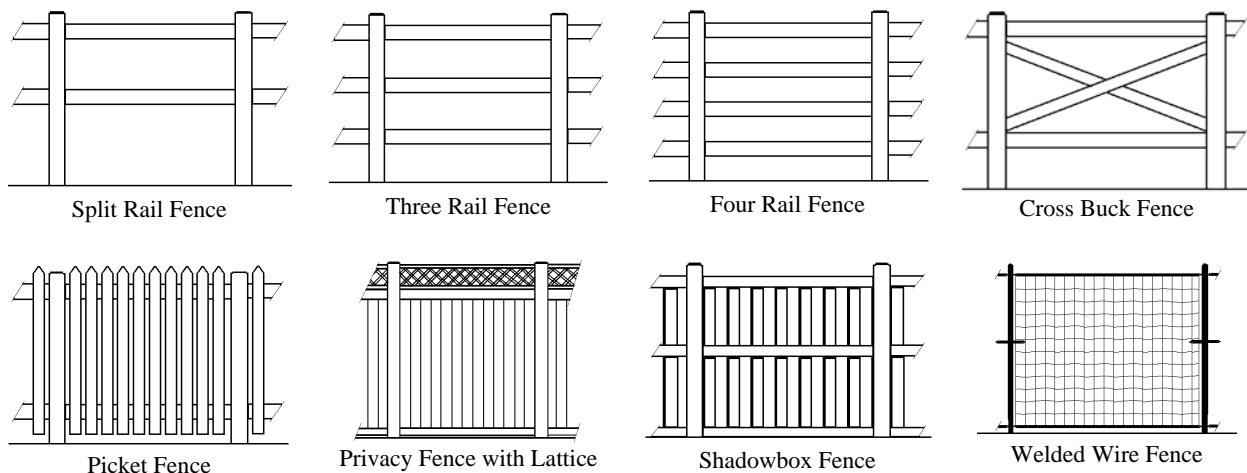 Split Rail Fence
Three Rail Fence
Four Rail Fence
Cross Buck Fence
Picket Fence
Privacy Fence with Lattice
Shadowbox Fence
Welded Wire Fence